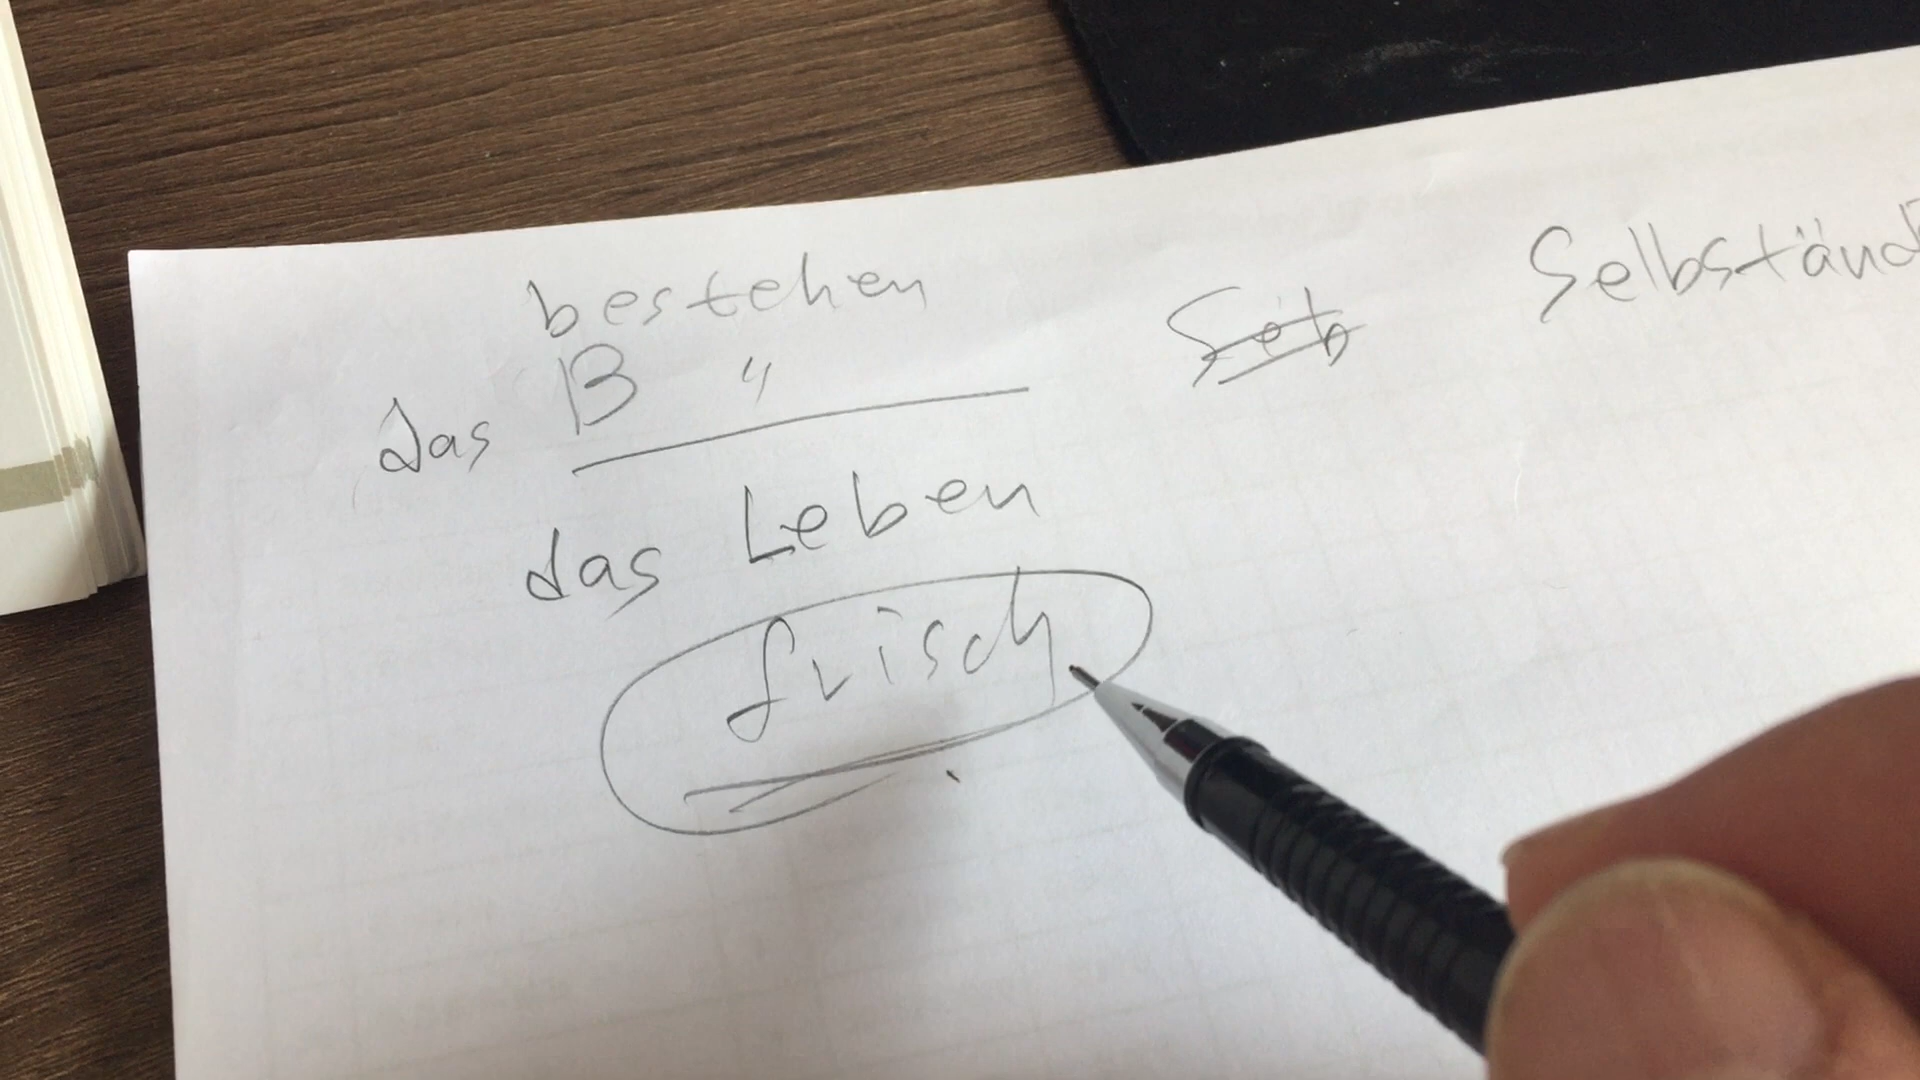 bestehen
das B "
das Leben
frisch
Selbständ